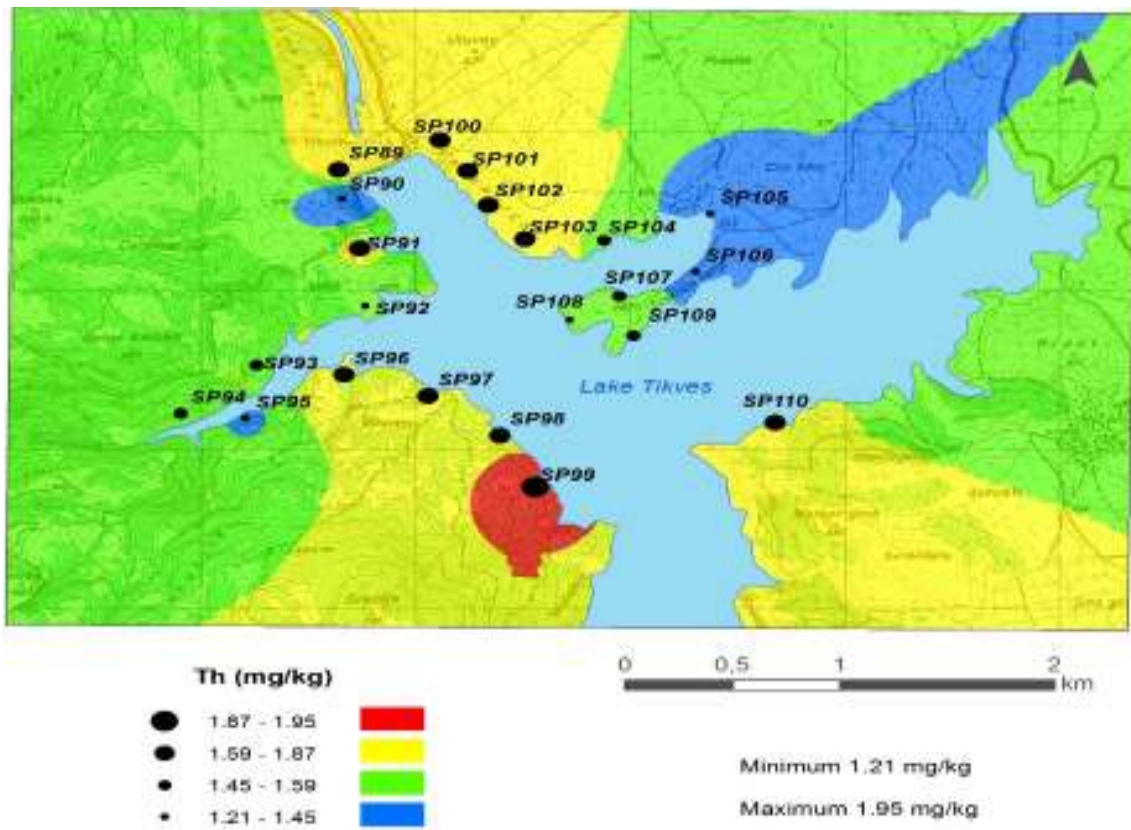 SP100
SP89
SP101
SP90
SP102
SP105
SP103
SP104
SP91
SP106
SP107
SP92
SP108
SP109
SP93
SP96
SP97
Lake Tikves
SP94
SP95
SP110
SP98
SP99
Th (mg/kg)
1.87 - 1.95
1.59 - 1.87
1.45 - 1.59
1.21 - 1.45
0 0,5 1 2
km
Minimum 1.21 mg/kg
Maximum 1.95 mg/kg